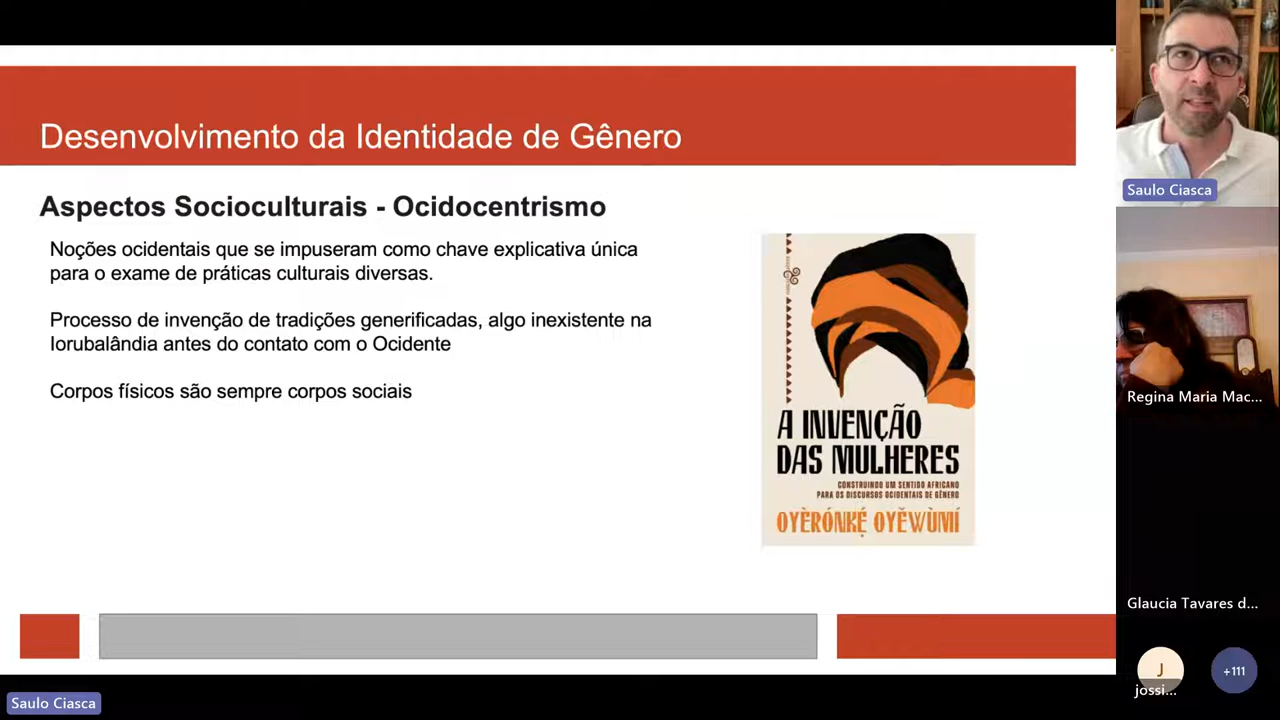 Desenvolvimento da Identidade de Gênero
Aspectos Socioculturais - Ocidocentrismo
Noções ocidentais que se impuseram como chave explicativa única
para o exame de práticas culturais diversas.
Processo de invenção de tradições generificadas, algo inexistente na
Iorubalândia antes do contato com o Ocidente
Corpos físicos são sempre corpos sociais
A INVENÇÃO
DAS MULHERES
CONSTRUINDO UM SENTIDO AFRICANO
PARA OS DISCURSOS OCIDENTAIS DE GÊNERO
OYÈRÓNKẸ́ OYĚWÙMÍ
Saulo Ciasca
Regina Maria Mac...
Glaucia Tavares d...
J
jossi...
+111
Saulo Ciasca